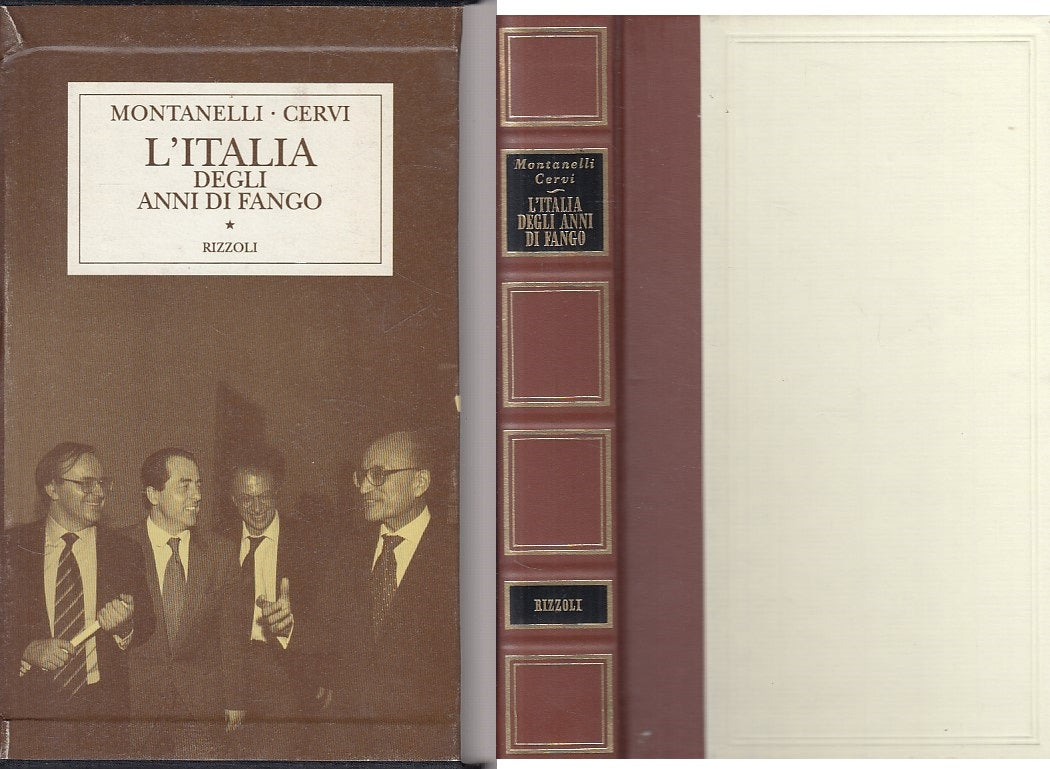 MONTANELLI · CERVI
L'ITALIA
DEGLI
ANNI DI FANGO
★
RIZZOLI
Montanelli
Cervi
L'ITALIA
DEGLI ANNI
DI FANGO
RIZZOLI